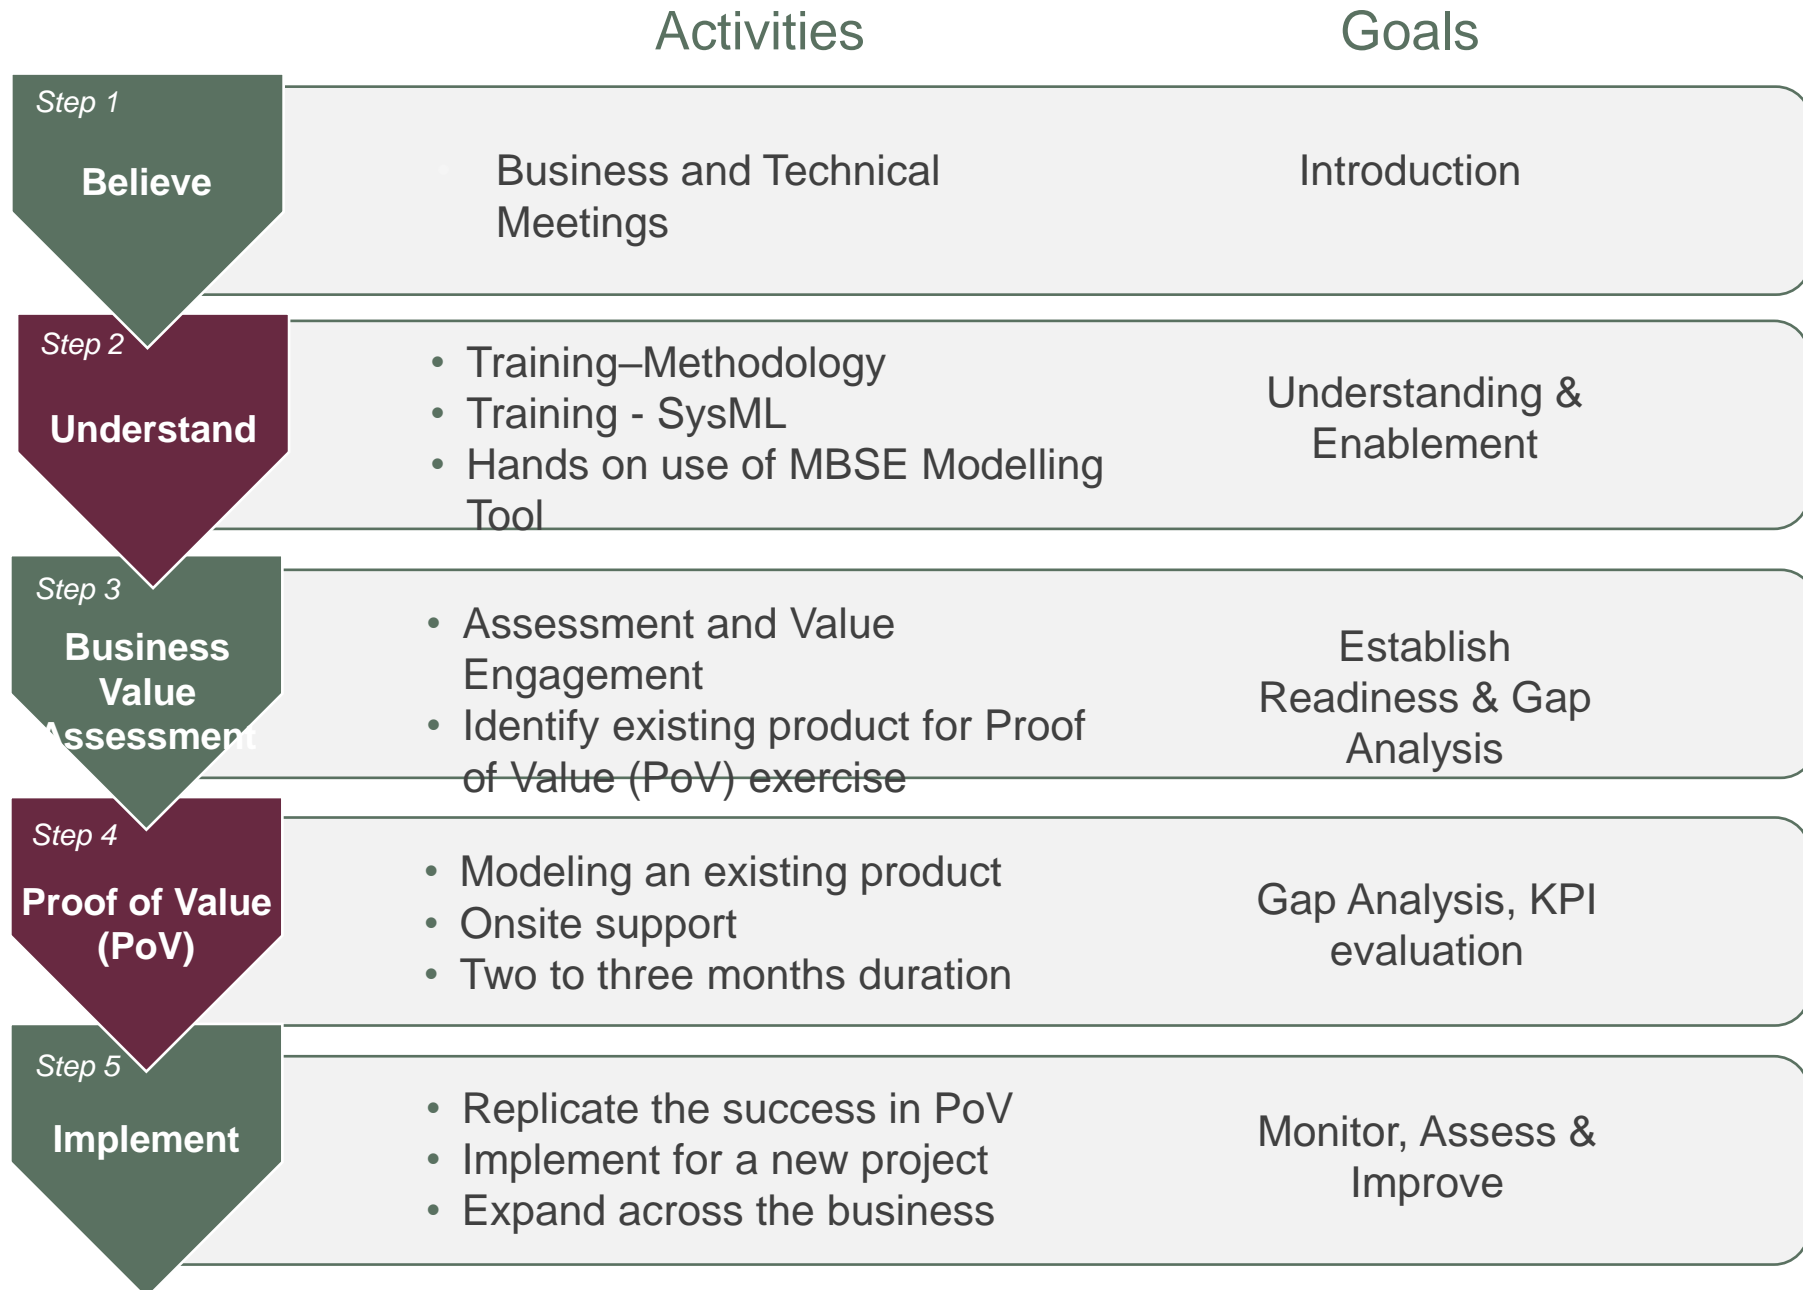 Activities
Goals
Step 1
Believe
Business and Technical
Meetings
Introduction
Step 2
Understand
• Training–Methodology
• Training - SysML
• Hands on use of MBSE Modelling
Tool
Understanding &
Enablement
Step 3
Business
Value
Assessment
• Assessment and Value
Engagement
• Identify existing product for Proof
of Value (PoV) exercise
Establish
Readiness & Gap
Analysis
Step 4
Proof of Value
(PoV)
• Modeling an existing product
• Onsite support
• Two to three months duration
Gap Analysis, KPI
evaluation
Step 5
Implement
• Replicate the success in PoV
• Implement for a new project
• Expand across the business
Monitor, Assess &
Improve